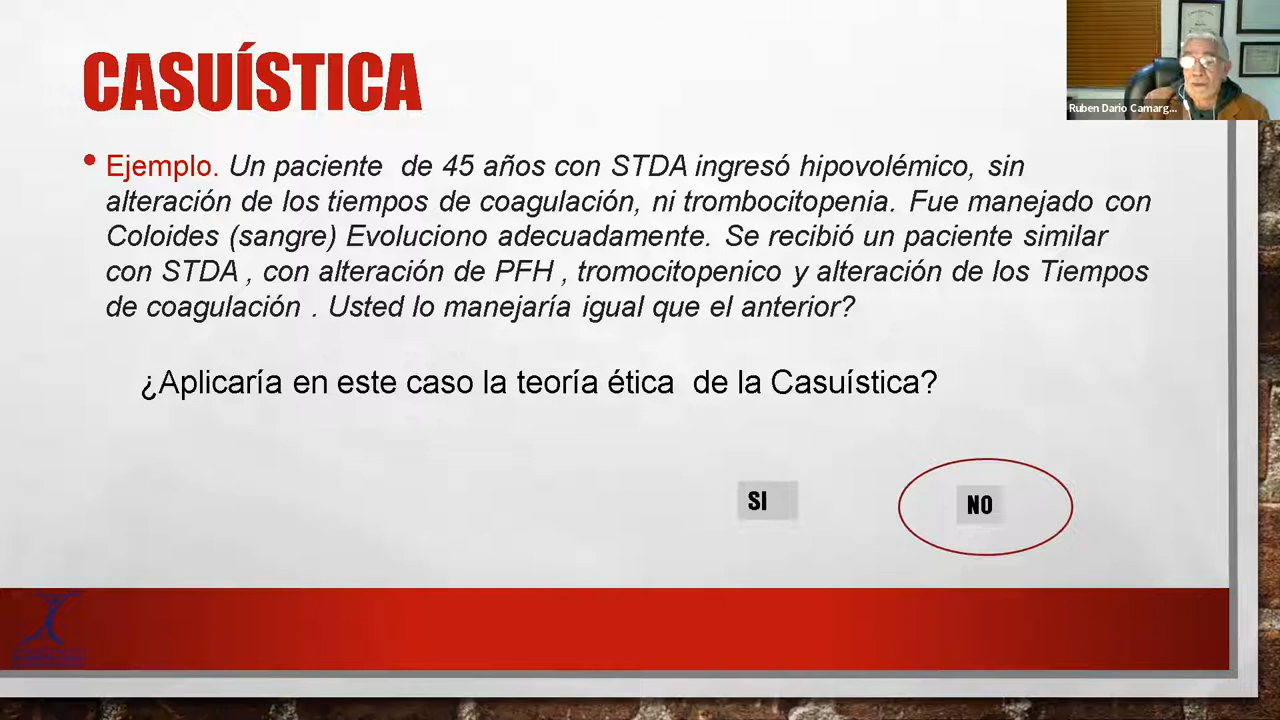 CASUÍSTICA
Ruben Dario Camarg...
• Ejemplo. Un paciente de 45 años con STDA ingresó hipovolémico, sin
alteración de los tiempos de coagulación, ni trombocitopenia. Fue manejado con
Coloides (sangre) Evoluciono adecuadamente. Se recibió un paciente similar
con STDA , con alteración de PFH , tromocitopenico y alteración de los Tiempos
de coagulación . Usted lo manejaría igual que el anterior?
¿Aplicaría en este caso la teoría ética de la Casuística?
SI
NO